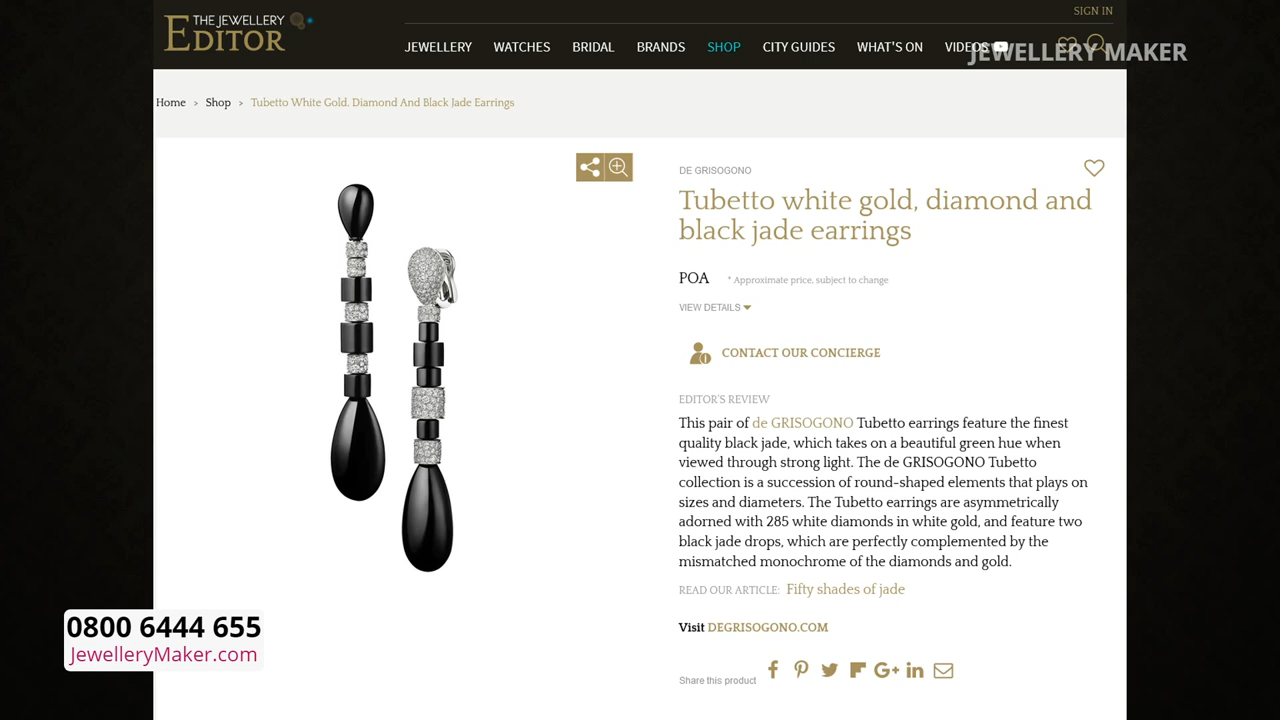 THE JEWELLERY
EDITOR
SIGN IN
JEWELLERY WATCHES BRIDAL BRANDS SHOP CITY GUIDES WHAT'S ON VIDEOS
JEWELLERY MAKER
Home > Shop > Tubetto White Gold, Diamond And Black Jade Earrings
DE GRISOGONO
Tubetto white gold, diamond and
black jade earrings
POA * Approximate price, subject to change
VIEW DETAILS
CONTACT OUR CONCIERGE
EDITOR'S REVIEW
This pair of de GRISOGONO Tubetto earrings feature the finest
quality black jade, which takes on a beautiful green hue when
viewed through strong light. The de GRISOGONO Tubetto
collection is a succession of round-shaped elements that plays on
sizes and diameters. The Tubetto earrings are asymmetrically
adorned with 285 white diamonds in white gold, and feature two
black jade drops, which are perfectly complemented by the
mismatched monochrome of the diamonds and gold.
READ OUR ARTICLE: Fifty shades of jade
Visit DEGRISOGONO.COM
Share this product
0800 6444 655
JewelleryMaker.com